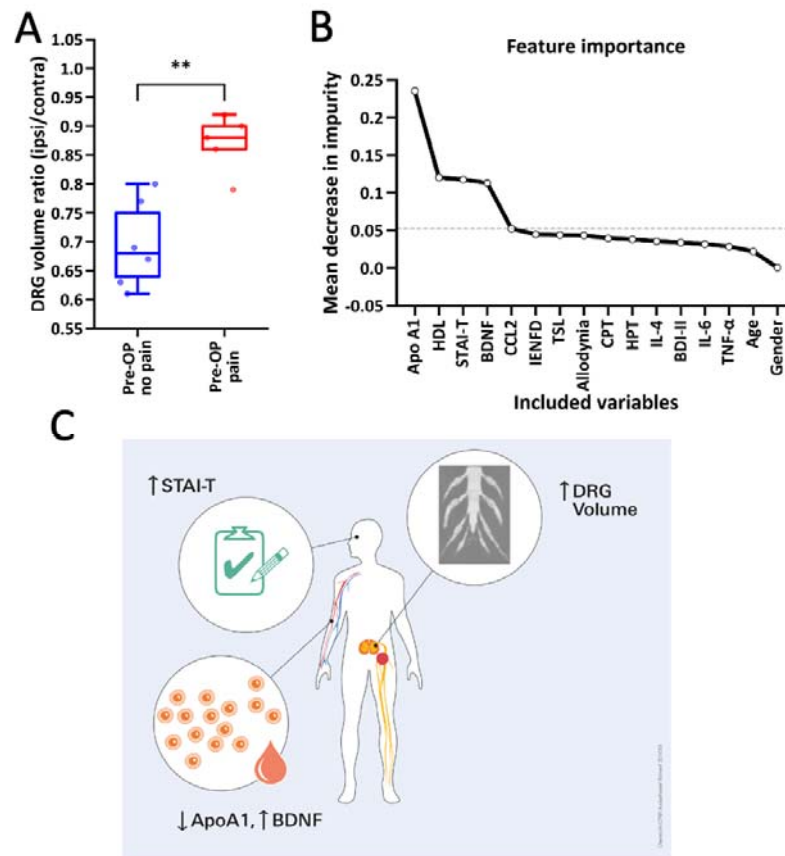 A
DRG volume ratio (ipsi/contra)
1.05
1.0
0.95
0.9
0.85
0.8
0.75
0.7
0.65
0.6
0.55
**
Pre-OP
no pain
Pre-OP
pain
B
Feature importance
Mean decrease in impurity
0.25
0.20
0.15
0.10
0.05
0.0
-0.05
Apo A1
HDL
STAI-T
BDNF
CCL2
IENFD
TSL
Allodynia
CPT
HPT
IL-4
BDI-II
IL-6
TNF-α
Age
Gender
Included variables
C
↑STAI-T
↑DRG
Volume
↓ApoA1, ↑BDNF